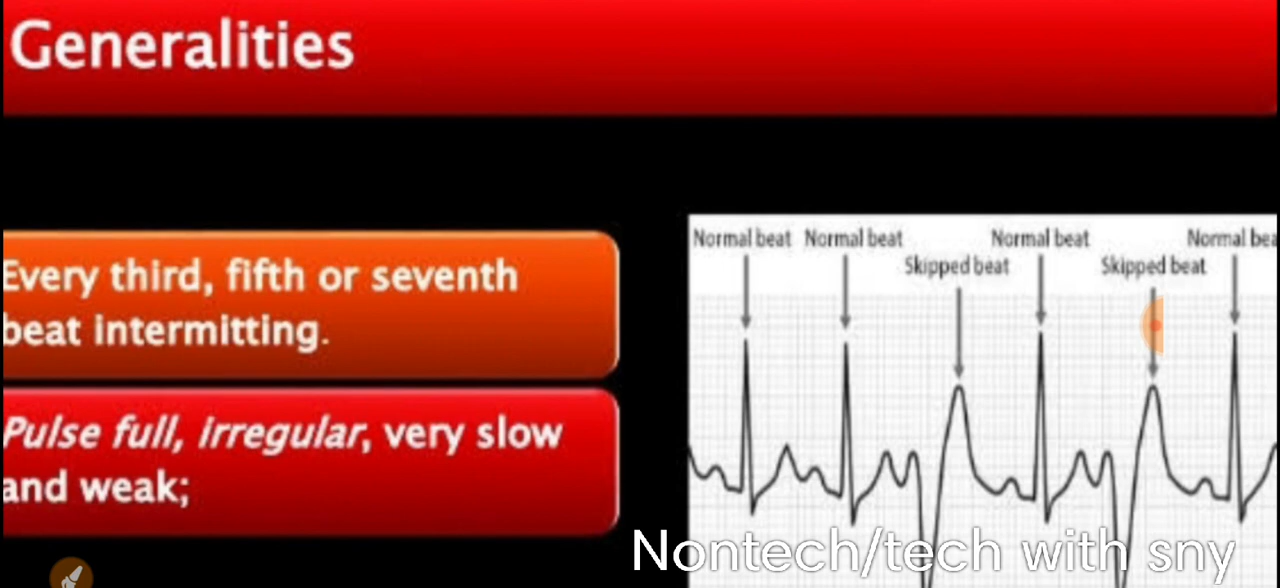 Generalities
Every third, fifth or seventh
beat intermitting.
Pulse full, irregular, very slow
and weak;
Normal beat Normal beat Normal beat Normal bea
Skipped beat Skipped beat
Nontech/tech with sny